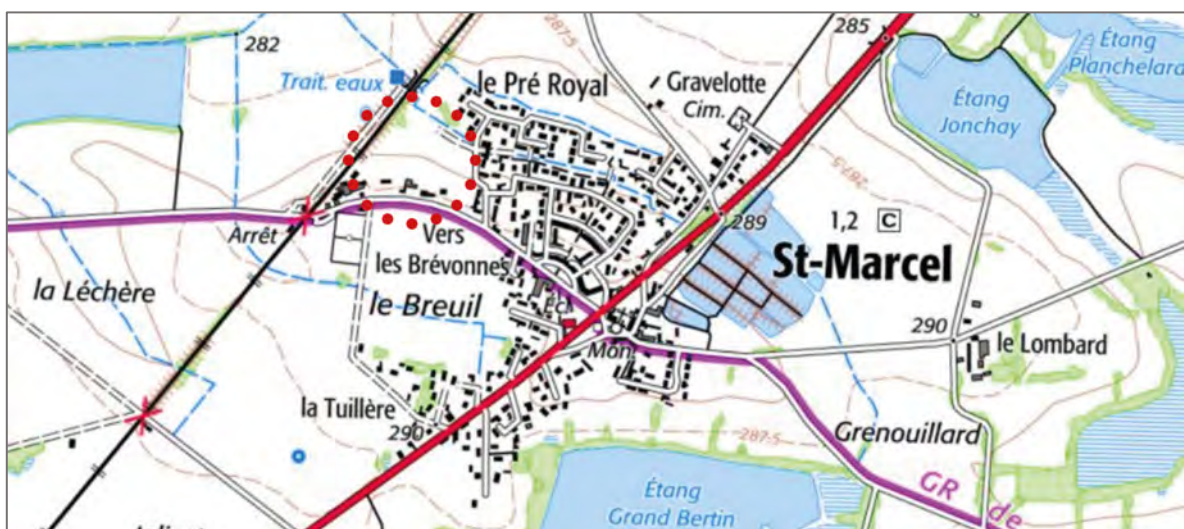 282
287·5
285
Étang
Planchelard
Trait. eaux
le Pré Royal
Gravelotte
Cim.
Étang
Jonchay
287·5
289
1,2 C
St-Marcel
Arrêt
Vers
les Brévonnes
la Léchère
le Breuil
Éc.
Mon.
290
le Lombard
la Tuillère
290
287·5
Grenouillard
Étang
Grand Bertin
GR de